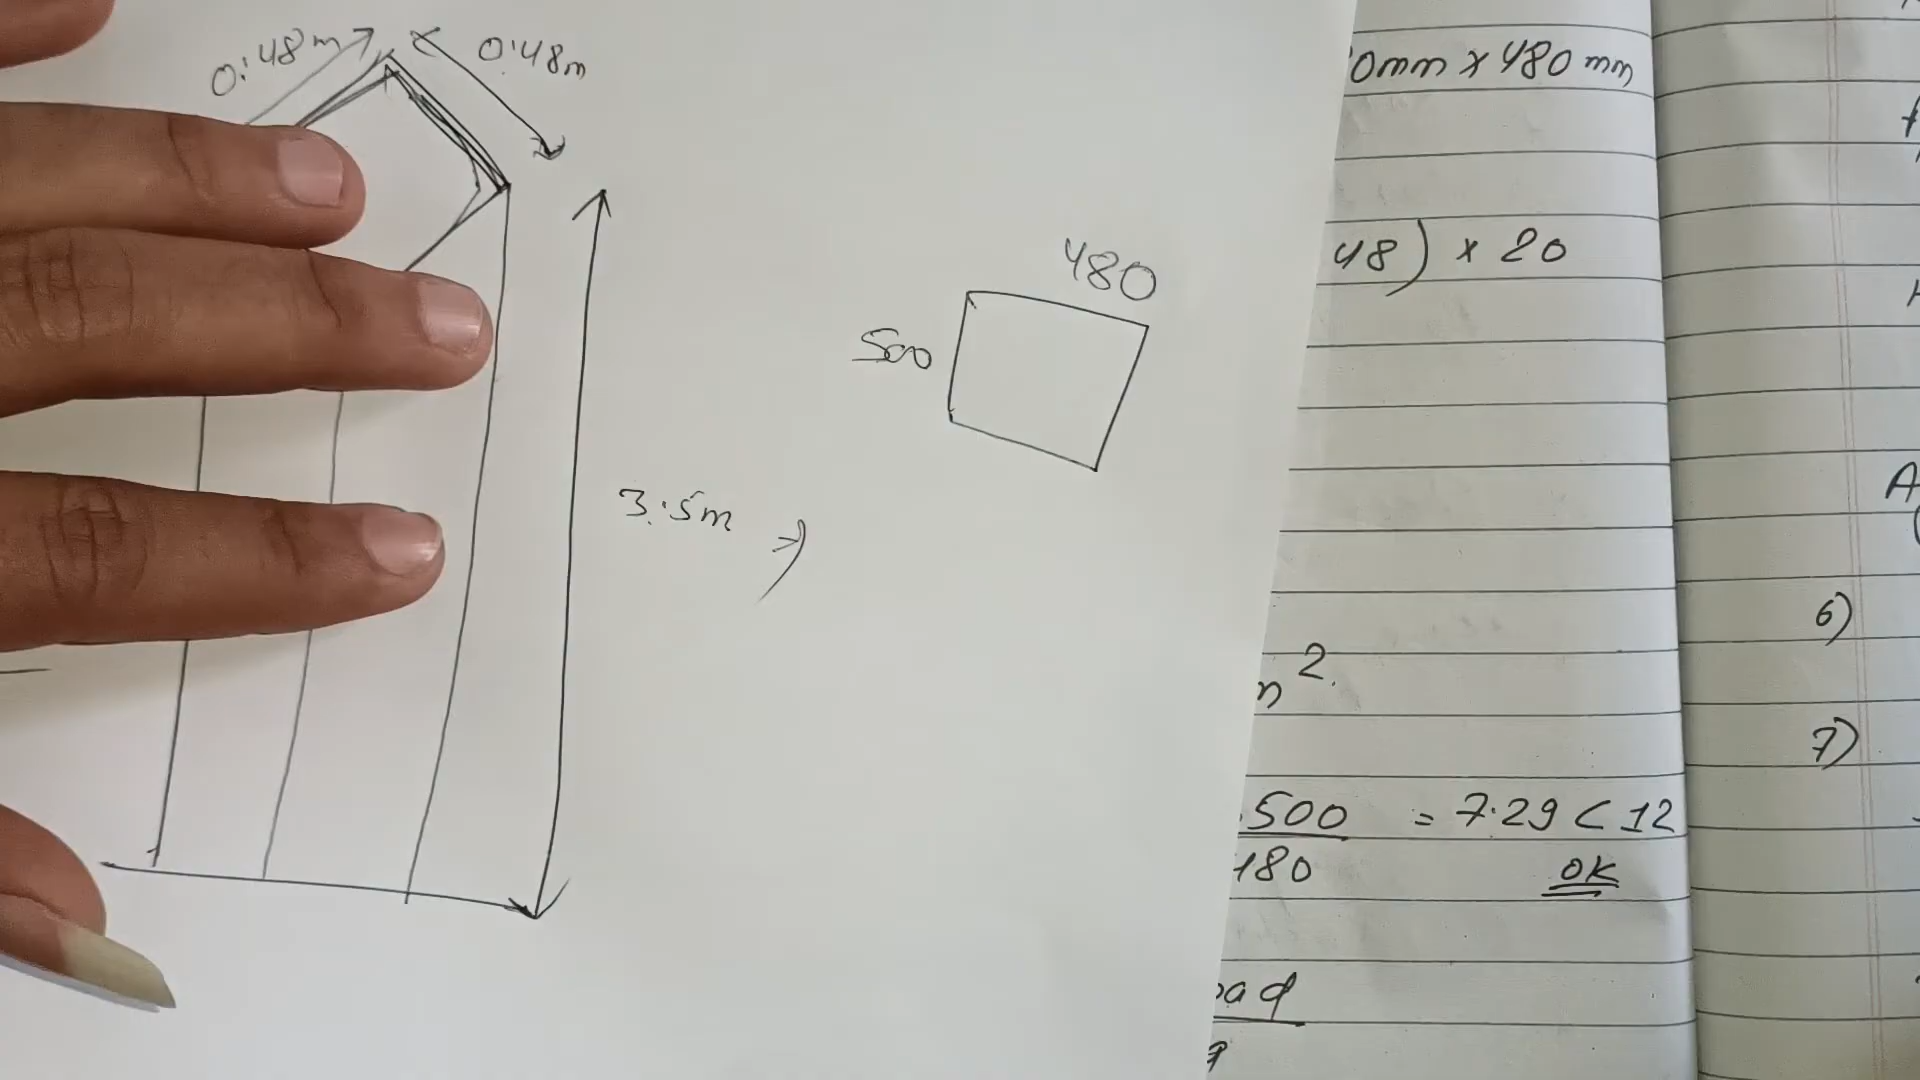 0.48m
0.48m
480
500
3.5m
0mm x 480 mm
48) x 20
2.
500 = 7.29 < 12
180
OK
6)
7)